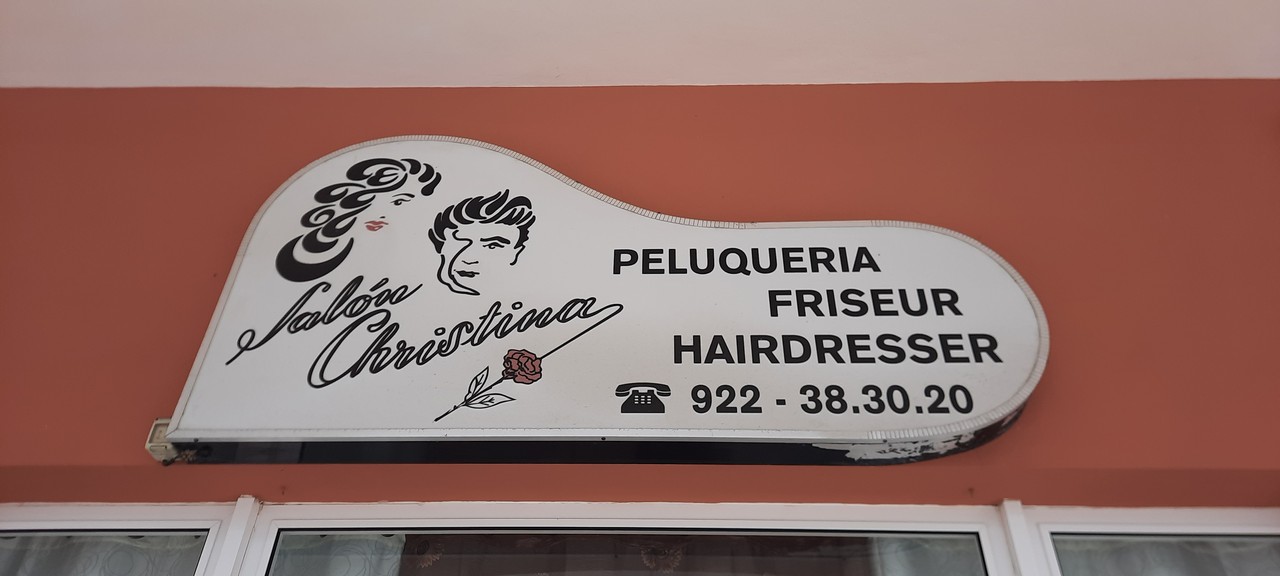 Salón
Christina
PELUQUERIA
FRISEUR
HAIRDRESSER
922 - 38.30.20